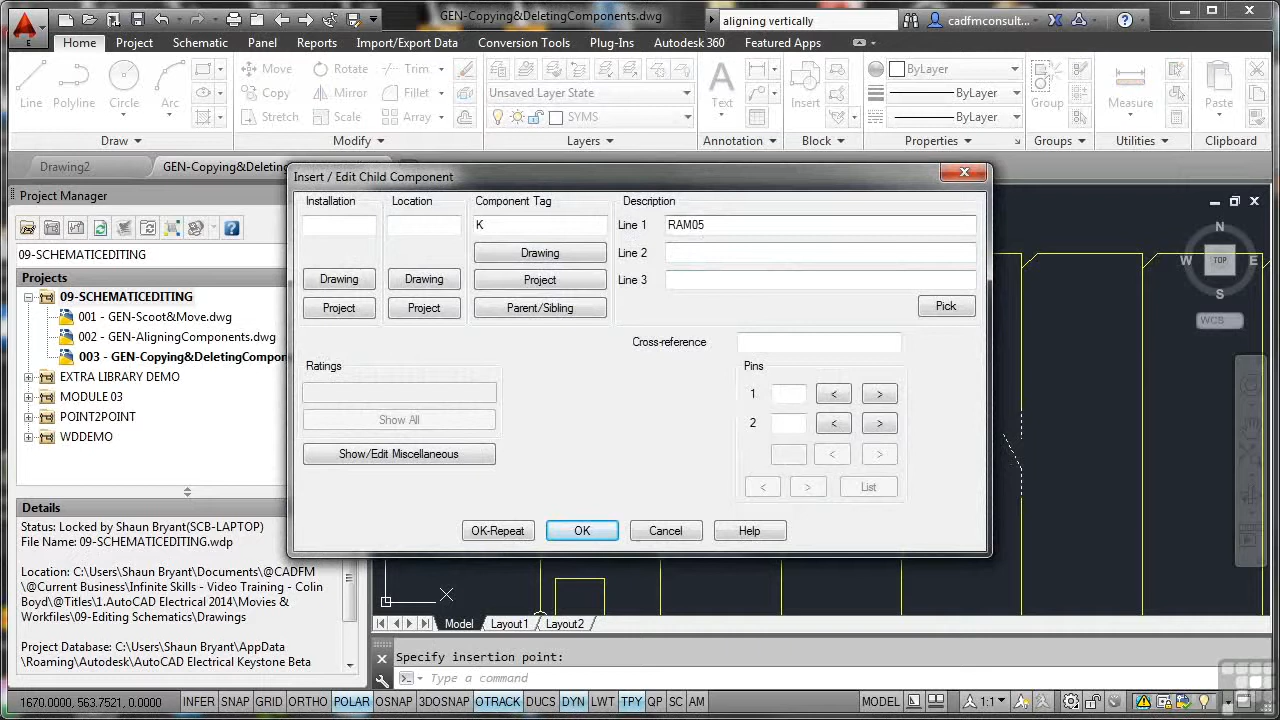 GEN-Copying&DeletingComponents.dwg
aligning vertically
cadfmconsult...
E
Home
Project
Schematic
Panel
Reports
Import/Export Data
Conversion Tools
Plug-Ins
Autodesk 360
Featured Apps
Line
Polyline
Circle
Arc
Move
Rotate
Trim
Copy
Mirror
Fillet
Stretch
Scale
Array
Unsaved Layer State
SYMS
Text
Insert
ByLayer
ByLayer
ByLayer
Group
Measure
Paste
Draw
Modify
Layers
Annotation
Block
Properties
Groups
Utilities
Clipboard
Drawing2
GEN-Copying&Deleting
Project Manager
09-SCHEMATICEDITING
Projects
09-SCHEMATICEDITING
001 - GEN-Scoot&Move.dwg
002 - GEN-AligningComponents.dwg
003 - GEN-Copying&DeletingCompor
EXTRA LIBRARY DEMO
MODULE 03
POINT2POINT
WDDEMO
Details
Status: Locked by Shaun Bryant(SCB-LAPTOP)
File Name: 09-SCHEMATICEDITING.wdp
Location: C:\Users\Shaun Bryant\Documents\@CADFM
\@Current Business\Infinite Skills - Video Training - Colin
Boyd\@Titles\1.AutoCAD Electrical 2014\Movies &
Workfiles\09-Editing Schematics\Drawings
Project Database: C:\Users\Shaun Bryant\AppData
\Roaming\Autodesk\AutoCAD Electrical Keystone Beta
Insert / Edit Child Component
Installation
Location
Component Tag
Description
K
Line 1
RAM05
Drawing
Line 2
Drawing
Drawing
Project
Line 3
Project
Project
Parent/Sibling
Pick
Cross-reference
Ratings
Pins
1
<
>
Show All
2
<
>
Show/Edit Miscellaneous
<
>
<
>
List
OK-Repeat
OK
Cancel
Help
N
W
TOP
E
S
WCS
Model
Layout1
Layout2
Specify insertion point:
Type a command
1670.0000, 563.7521, 0.0000
INFER
SNAP
GRID
ORTHO
POLAR
OSNAP
3DOSNAP
OTRACK
DUCS
DYN
LWT
TPY
QP
SC
AM
MODEL
1:1